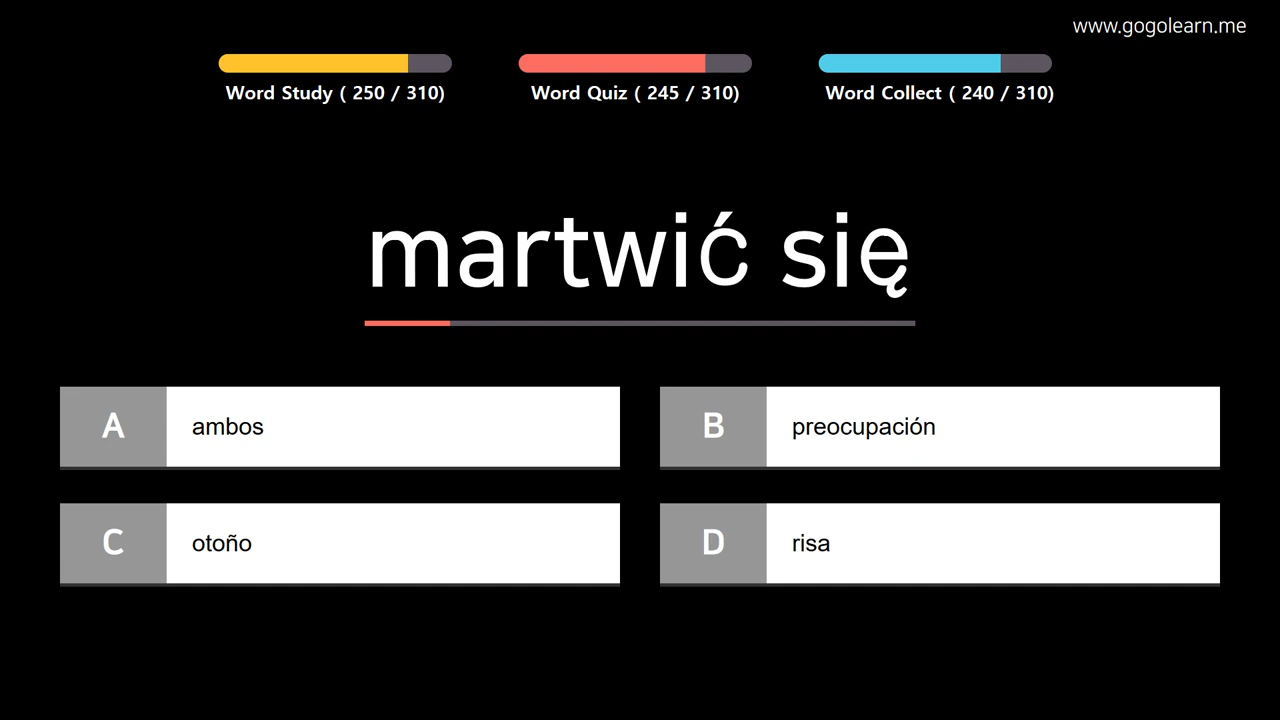 www.gogolearn.me
Word Study ( 250 / 310)
Word Quiz ( 245 / 310)
Word Collect ( 240 / 310)
martwić się
A ambos
B preocupación
C otoño
D risa